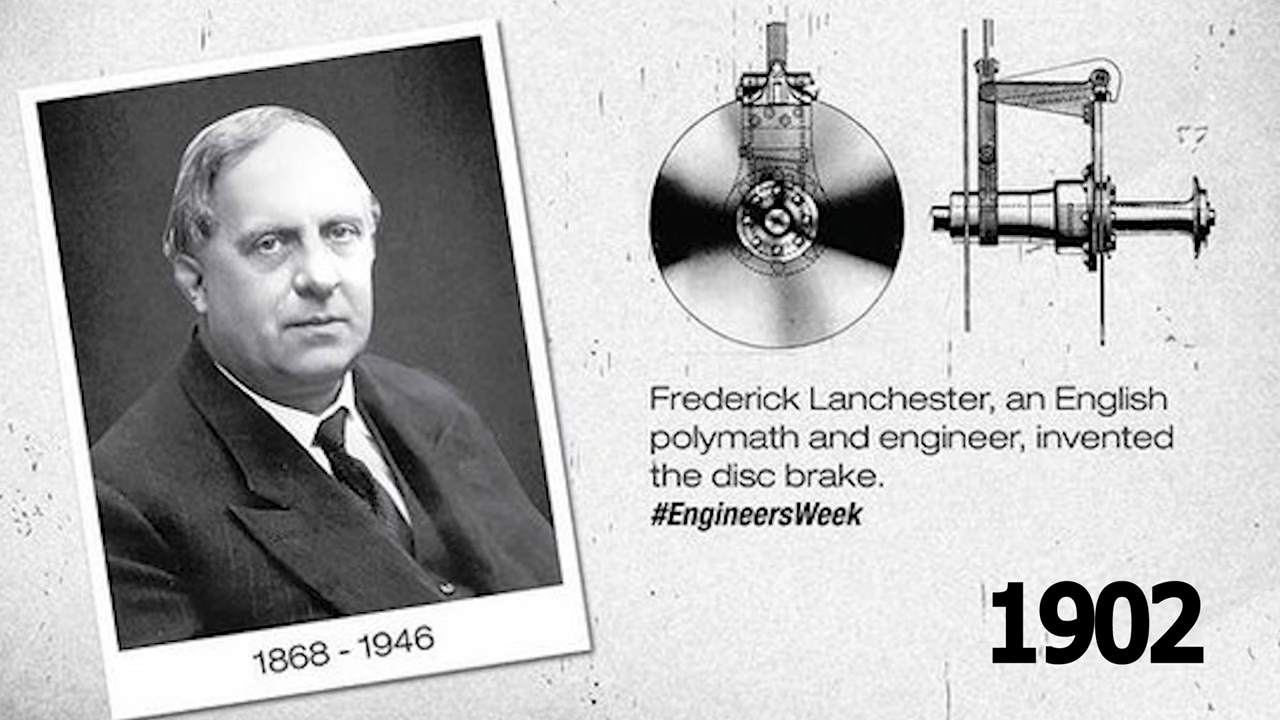 1868 - 1946
Frederick Lanchester, an English
polymath and engineer, invented
the disc brake.
#EngineersWeek
1902